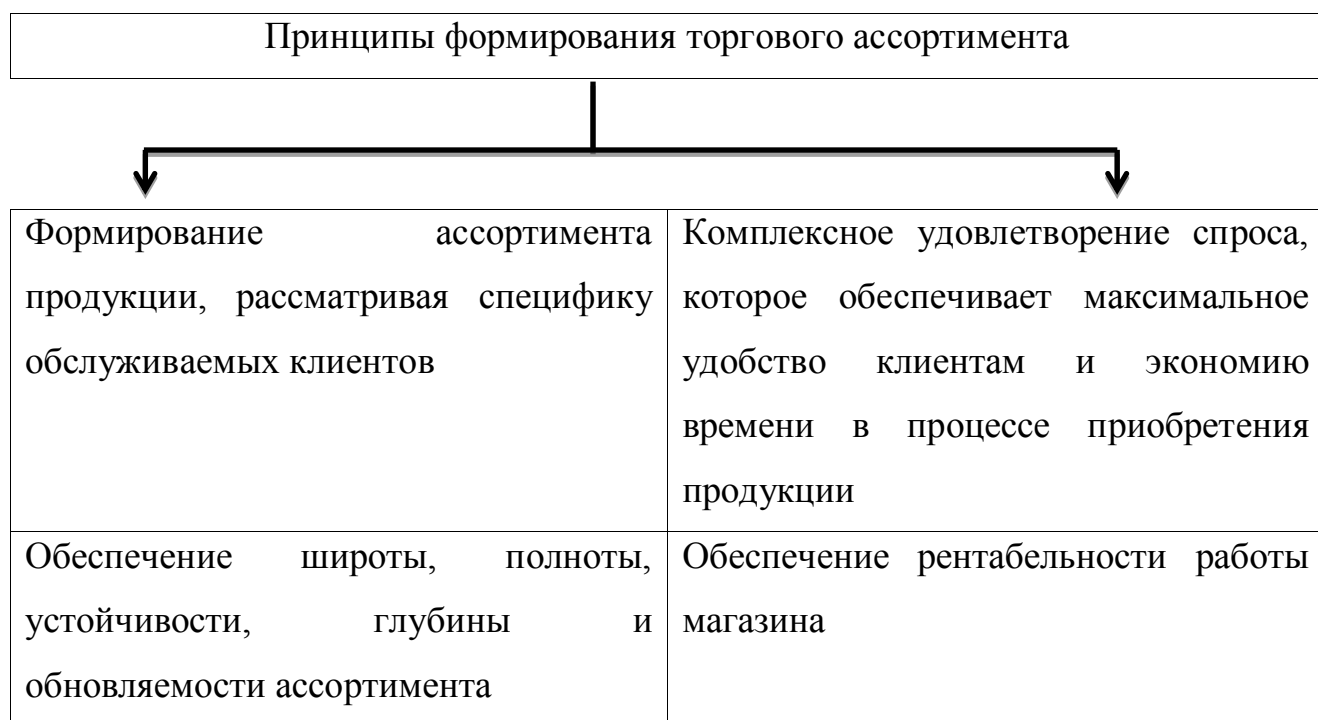 Принципы формирования торгового ассортимента
Формирование ассортимента
продукции, рассматривая специфику
обслуживаемых клиентов
Комплексное удовлетворение спроса,
которое обеспечивает максимальное
удобство клиентам и экономию
времени в процессе приобретения
продукции
Обеспечение широты, полноты,
устойчивости, глубины и
обновляемости ассортимента
Обеспечение рентабельности работы
магазина